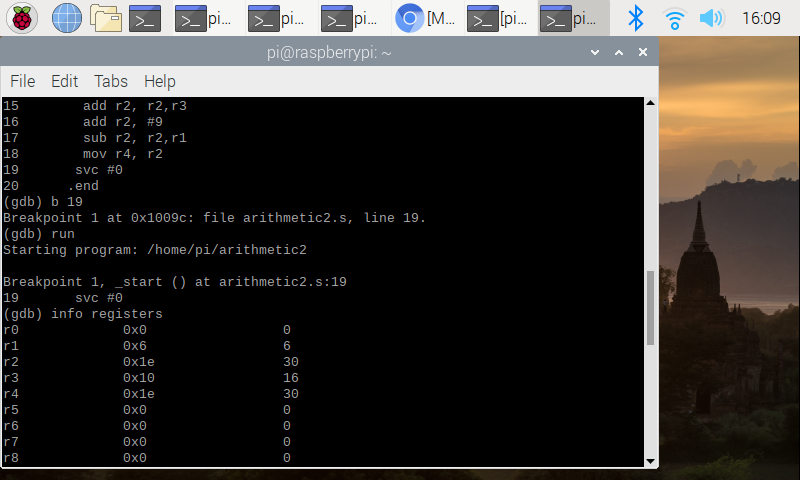 pi...
pi...
pi...
[M...
[pi...
pi...
16:09
pi@raspberrypi: ~
File Edit Tabs Help
15        add r2, r2,r3
16        add r2, #9
17        sub r2, r2,r1
18        mov r4, r2
19       svc #0
20      .end
(gdb) b 19
Breakpoint 1 at 0x1009c: file arithmetic2.s, line 19.
(gdb) run
Starting program: /home/pi/arithmetic2
Breakpoint 1, _start () at arithmetic2.s:19
19       svc #0
(gdb) info registers
r0             0x0                 0
r1             0x6                 6
r2             0x1e                30
r3             0x10                16
r4             0x1e                30
r5             0x0                 0
r6             0x0                 0
r7             0x0                 0
r8             0x0                 0